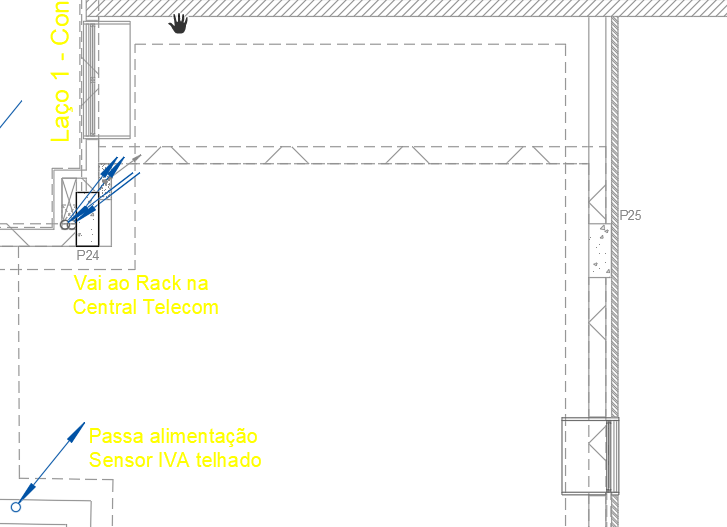 Laço 1 - Con
P25
P24
Vai ao Rack na
Central Telecom
Passa alimentação
Sensor IVA telhado